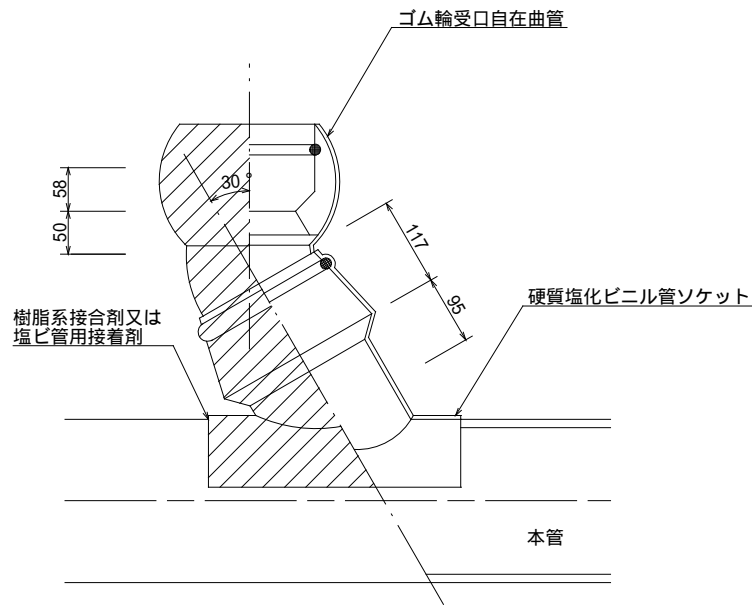 ゴム輪受口自在曲管
30
58
50
117
95
硬質塩化ビニル管ソケット
樹脂系接合剤又は
塩ビ管用接着剤
本管